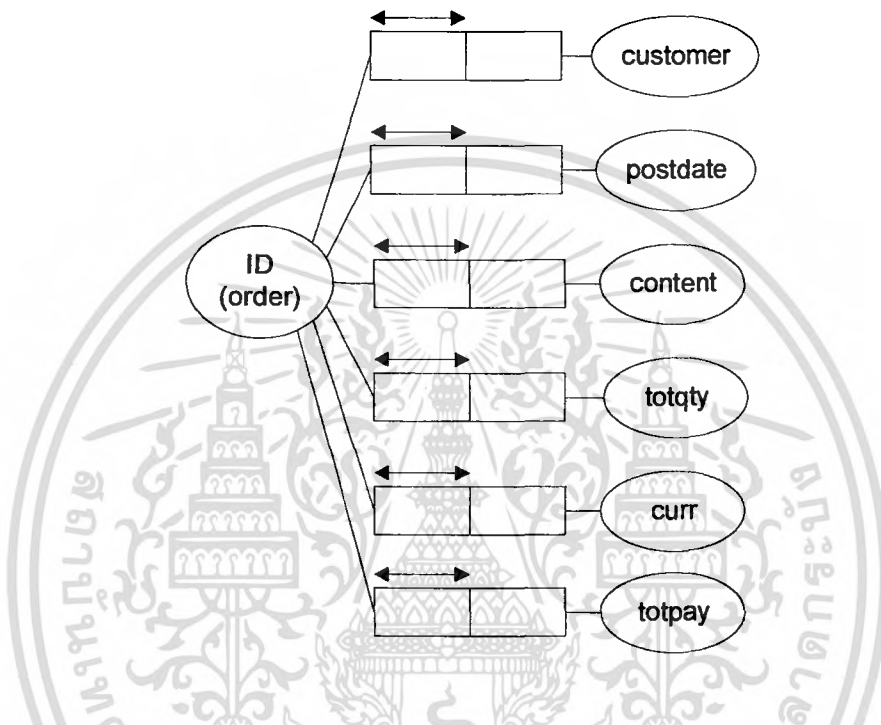 customer
postdate
ID
(order)
content
totqty
curr
totpay